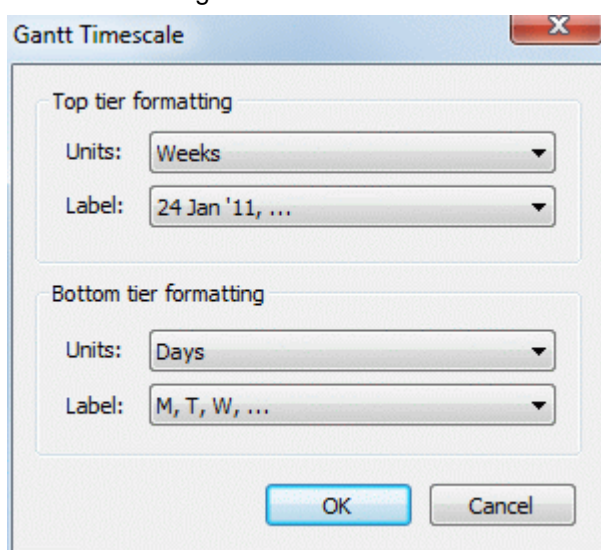 Gantt Timescale
Top tier formatting
Units: Weeks
Label: 24 Jan '11, ...
Bottom tier formatting
Units: Days
Label: M, T, W, ...
OK Cancel